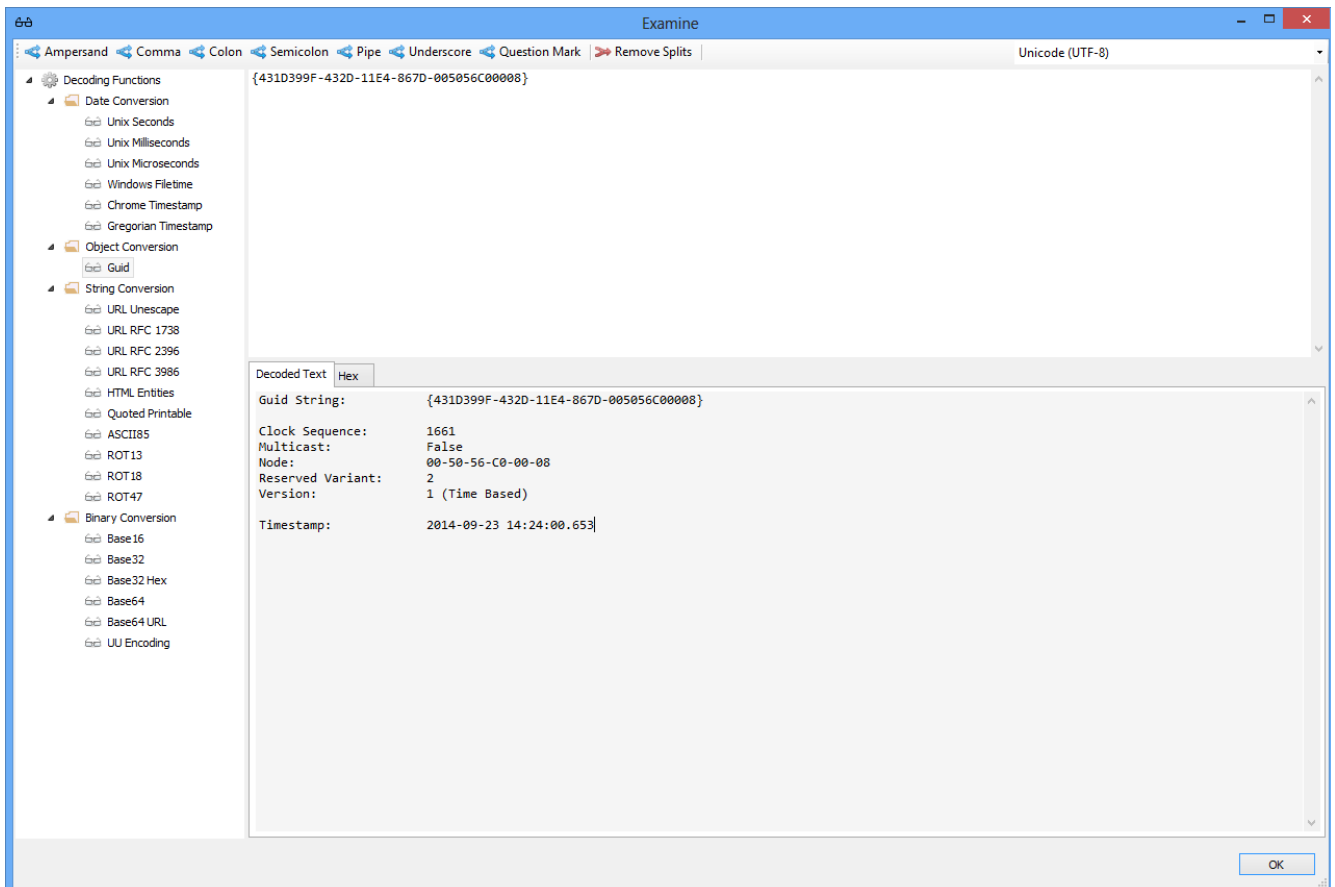 Examine
Ampersand Comma Colon Semicolon Pipe Underscore Question Mark Remove Splits Unicode (UTF-8)
Decoding Functions
Date Conversion
Unix Seconds
Unix Milliseconds
Unix Microseconds
Windows Filetime
Chrome Timestamp
Gregorian Timestamp
Object Conversion
Guid
String Conversion
URL Unescape
URL RFC 1738
URL RFC 2396
URL RFC 3986
HTML Entities
Quoted Printable
ASCII85
ROT13
ROT18
ROT47
Binary Conversion
Base16
Base32
Base32 Hex
Base64
Base64 URL
UU Encoding
{431D399F-432D-11E4-867D-005056C00008}
Decoded Text Hex
Guid String: {431D399F-432D-11E4-867D-005056C00008}
Clock Sequence: 1661
Multicast: False
Node: 00-50-56-C0-00-08
Reserved Variant: 2
Version: 1 (Time Based)
Timestamp: 2014-09-23 14:24:00.653
OK